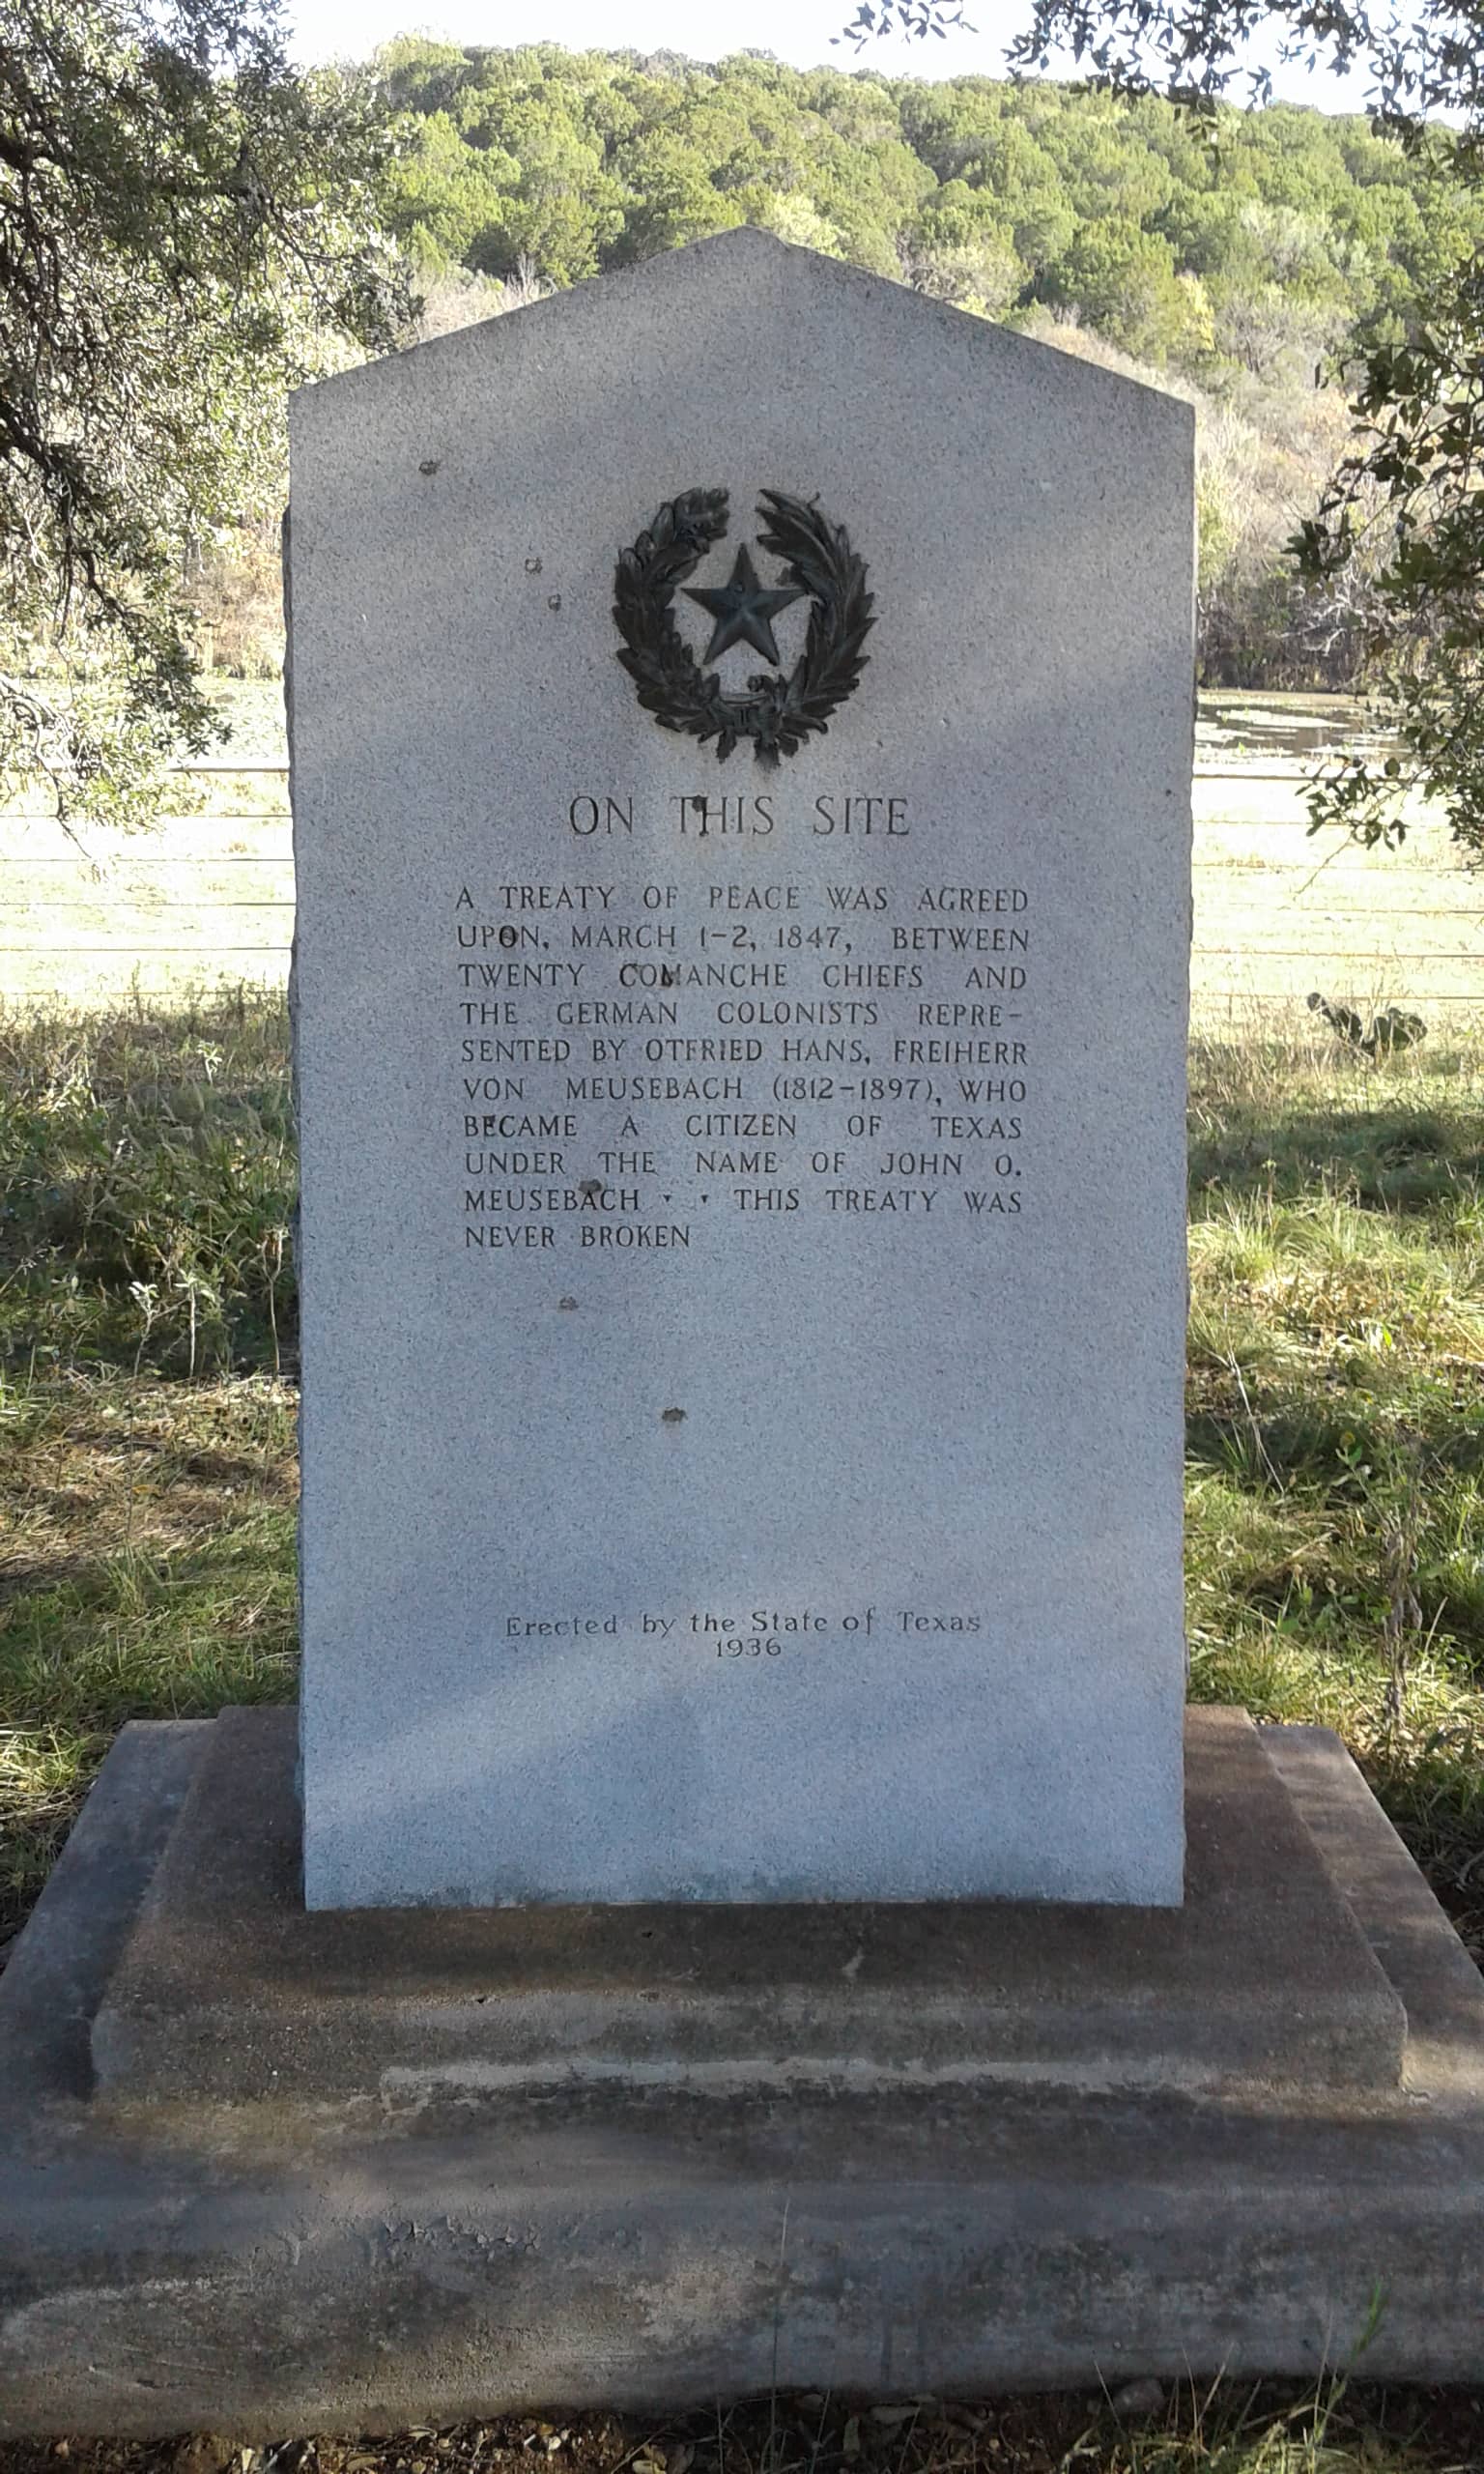 ON THIS SITE
A TREATY OF PEACE WAS AGREED
UPON, MARCH 1-2, 1847, BETWEEN
TWENTY COMANCHE CHIEFS AND
THE GERMAN COLONISTS REPRE-
SENTED BY OTFRIED HANS, FREIHERR
VON MEUSEBACH (1812-1897), WHO
BECAME A CITIZEN OF TEXAS
UNDER THE NAME OF JOHN O.
MEUSEBACH ▾ ▾ THIS TREATY WAS
NEVER BROKEN
Erected by the State of Texas
1936